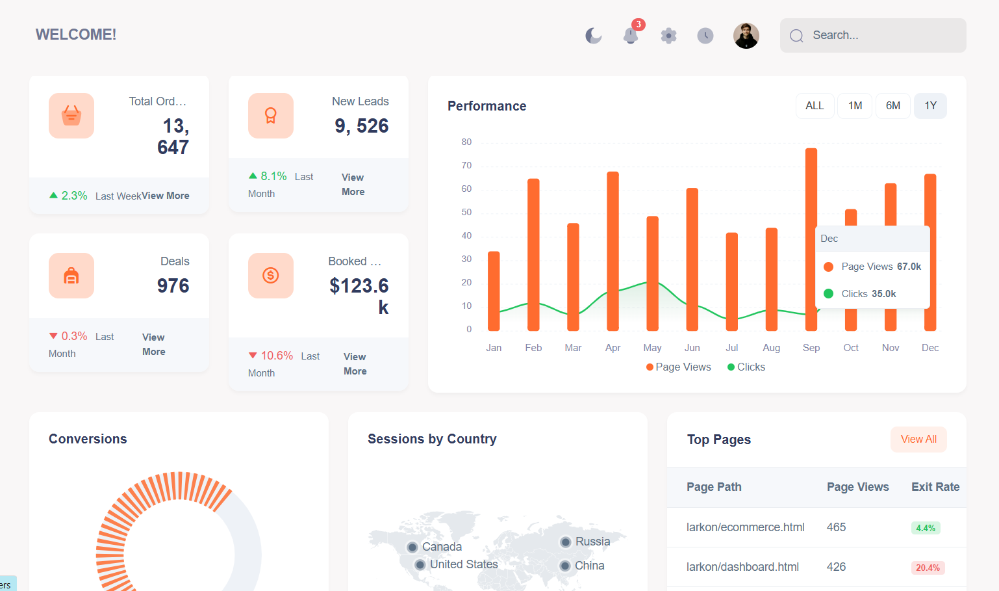 WELCOME!
3
Search...
Total Ord...
13,
647
2.3% Last Week View More
New Leads
9, 526
8.1% Last
Month
View
More
Deals
976
0.3% Last
Month
View
More
Booked ...
$123.6
k
10.6% Last
Month
View
More
Performance
ALL 1M 6M 1Y
80
70
60
50
40
30
20
10
0
Jan Feb Mar Apr May Jun Jul Aug Sep Oct Nov Dec
Dec
Page Views 67.0k
Clicks 35.0k
Page Views Clicks
Conversions
Sessions by Country
Canada
United States
Russia
China
Top Pages
View All
Page Path Page Views Exit Rate
larkon/ecommerce.html 465 4.4%
larkon/dashboard.html 426 20.4%
ers